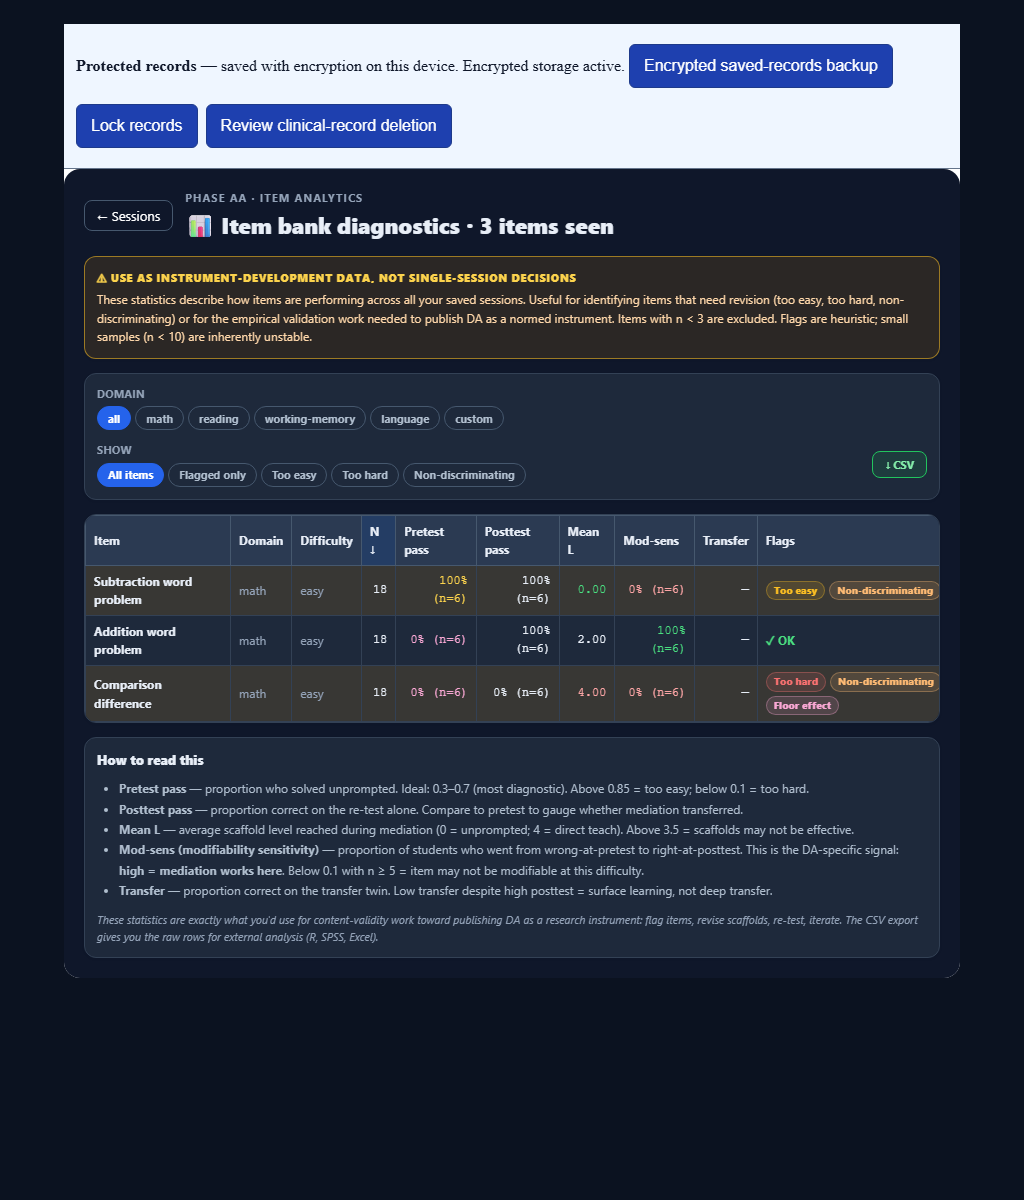 Protected records — saved with encryption on this device. Encrypted storage active. Encrypted saved-records backup
Lock records Review clinical-record deletion
← Sessions
PHASE AA · ITEM ANALYTICS
📊 Item bank diagnostics · 3 items seen
⚠ USE AS INSTRUMENT-DEVELOPMENT DATA, NOT SINGLE-SESSION DECISIONS
These statistics describe how items are performing across all your saved sessions. Useful for identifying items that need revision (too easy, too hard, non-
discriminating) or for the empirical validation work needed to publish DA as a normed instrument. Items with n < 3 are excluded. Flags are heuristic; small
samples (n < 10) are inherently unstable.
DOMAIN
all math reading working-memory language custom
SHOW
All items Flagged only Too easy Too hard Non-discriminating
↓ CSV
Item Domain Difficulty N ↓ Pretest pass Posttest pass Mean L Mod-sens Transfer Flags
Subtraction word problem math easy 18 100% (n=6) 100% (n=6) 0.00 0% (n=6) — Too easy Non-discriminating
Addition word problem math easy 18 0% (n=6) 100% (n=6) 2.00 100% (n=6) — ✓ OK
Comparison difference math easy 18 0% (n=6) 0% (n=6) 4.00 0% (n=6) — Too hard Non-discriminating Floor effect
How to read this
• Pretest pass — proportion who solved unprompted. Ideal: 0.3–0.7 (most diagnostic). Above 0.85 = too easy; below 0.1 = too hard.
• Posttest pass — proportion correct on the re-test alone. Compare to pretest to gauge whether mediation transferred.
• Mean L — average scaffold level reached during mediation (0 = unprompted; 4 = direct teach). Above 3.5 = scaffolds may not be effective.
• Mod-sens (modifiability sensitivity) — proportion of students who went from wrong-at-pretest to right-at-posttest. This is the DA-specific signal:
high = mediation works here. Below 0.1 with n ≥ 5 = item may not be modifiable at this difficulty.
• Transfer — proportion correct on the transfer twin. Low transfer despite high posttest = surface learning, not deep transfer.
These statistics are exactly what you'd use for content-validity work toward publishing DA as a research instrument: flag items, revise scaffolds, re-test, iterate. The CSV export
gives you the raw rows for external analysis (R, SPSS, Excel).